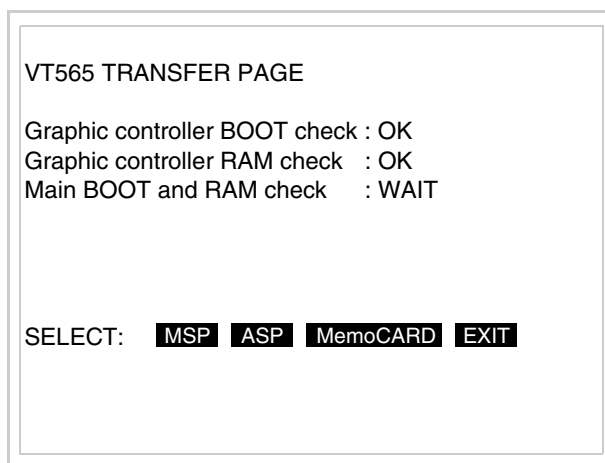 VT565 TRANSFER PAGE
Graphic controller BOOT check : OK
Graphic controller RAM check : OK
Main BOOT and RAM check : WAIT
SELECT: MSP ASP MemoCARD EXIT